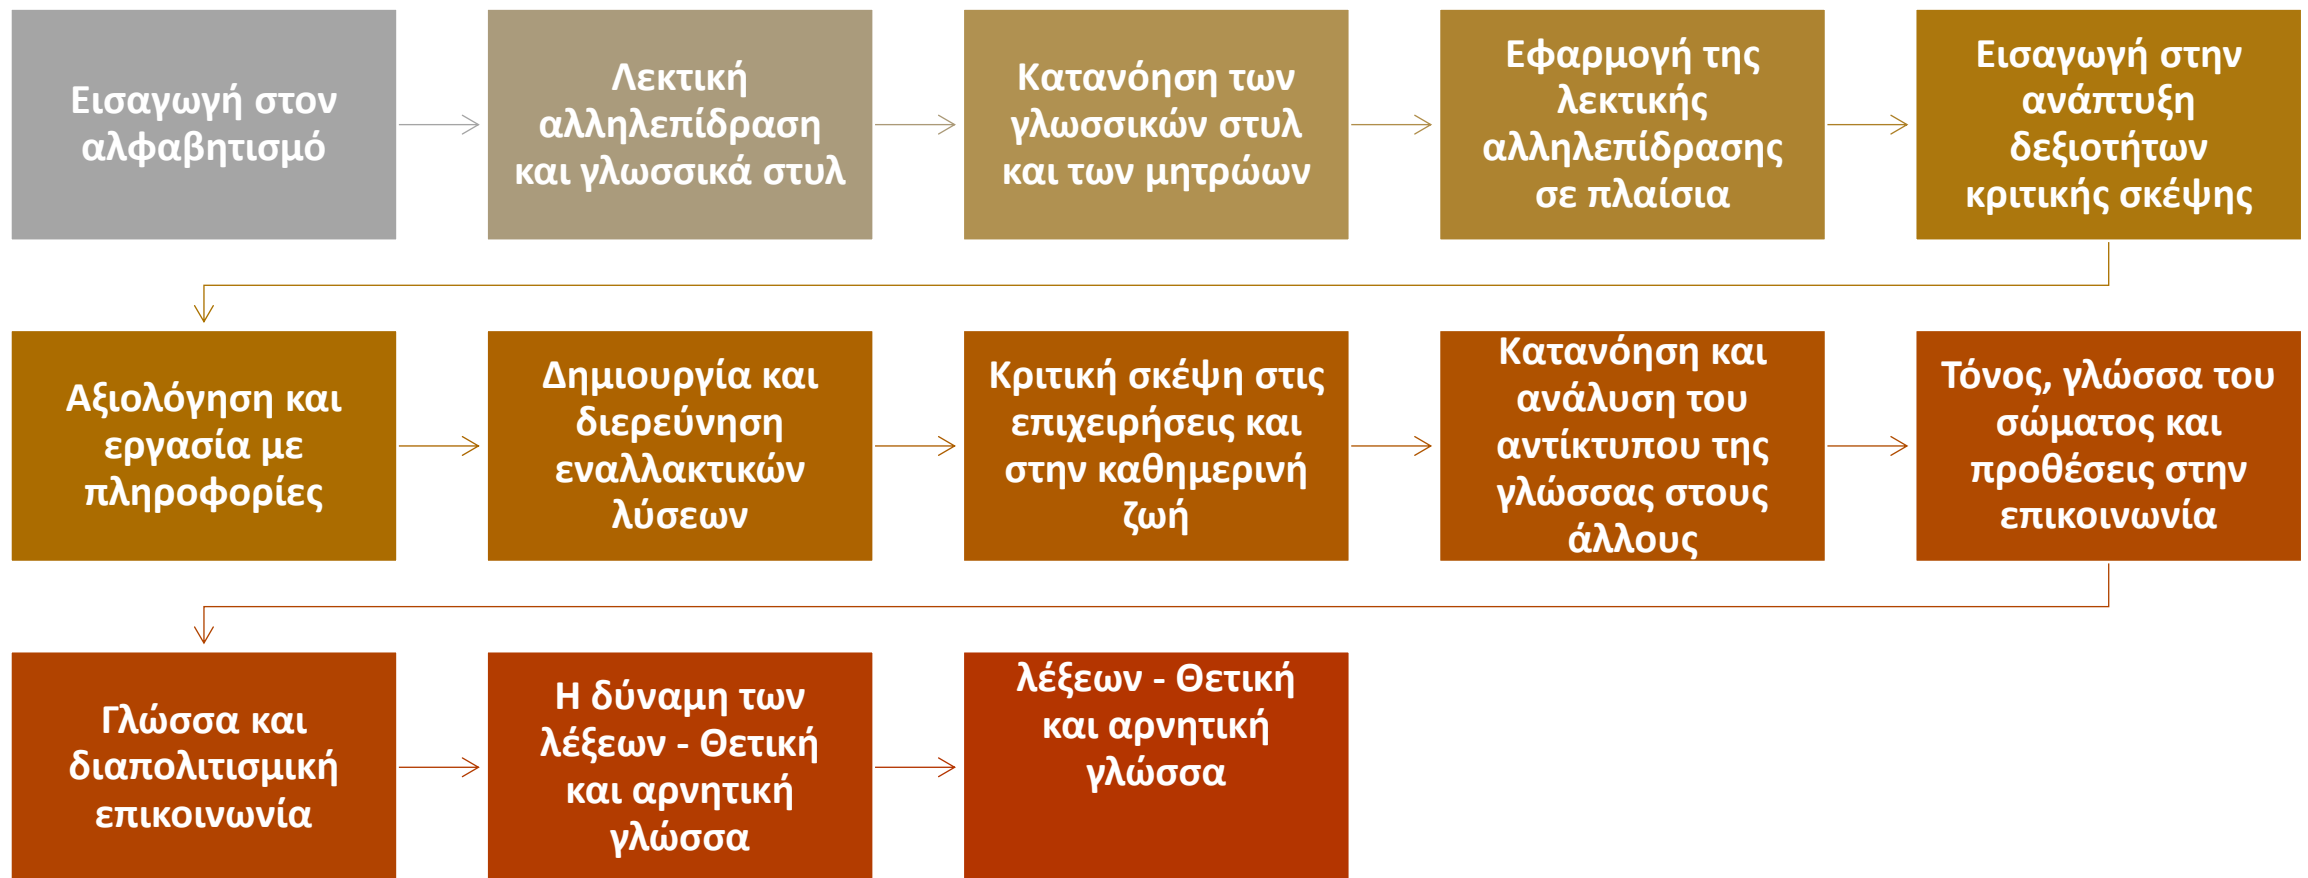 Εισαγωγή στον
αλφαβητισμό
Λεκτική
αλληλεπίδραση
και γλωσσικά στυλ
Κατανόηση των
γλωσσικών στυλ
και των μητρώων
Εφαρμογή της
λεκτικής
αλληλεπίδρασης
σε πλαίσια
Εισαγωγή στην
ανάπτυξη
δεξιοτήτων
κριτικής σκέψης
Αξιολόγηση και
εργασία με
πληροφορίες
Δημιουργία και
διερεύνηση
εναλλακτικών
λύσεων
Κριτική σκέψη στις
επιχειρήσεις και
στην καθημερινή
ζωή
Κατανόηση και
ανάλυση του
αντίκτυπου της
γλώσσας στους
άλλους
Τόνος, γλώσσα του
σώματος και
προθέσεις στην
επικοινωνία
Γλώσσα και
διαπολιτισμική
επικοινωνία
Η δύναμη των
λέξεων - Θετική
και αρνητική
γλώσσα
λέξεων - Θετική
και αρνητική
γλώσσα